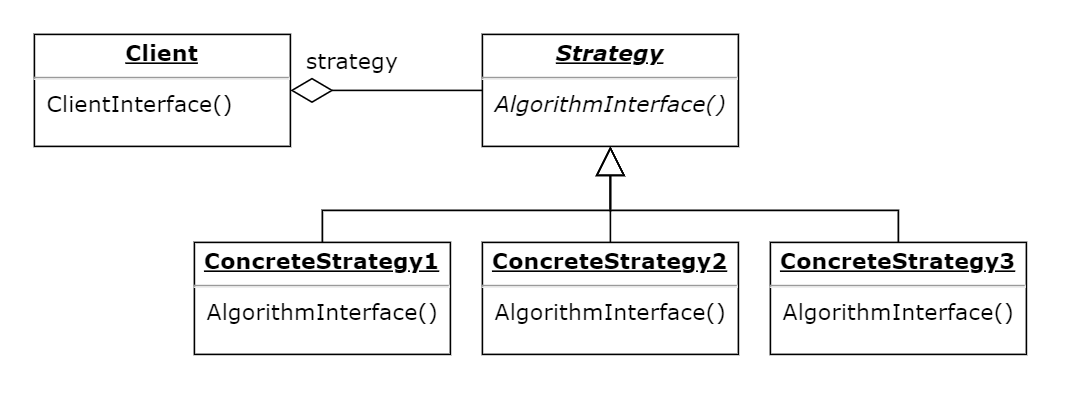 Client
strategy
Strategy
ClientInterface()
AlgorithmInterface()
ConcreteStrategy1
ConcreteStrategy2
ConcreteStrategy3
AlgorithmInterface()
AlgorithmInterface()
AlgorithmInterface()